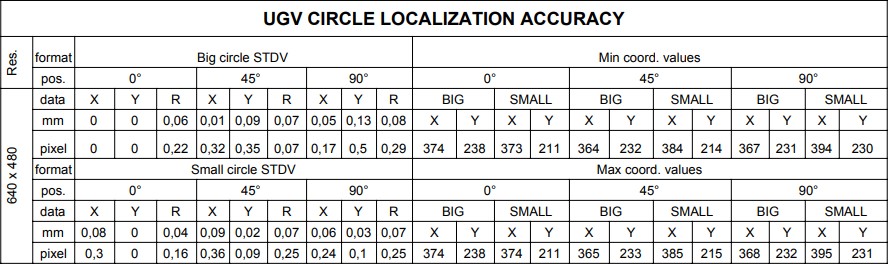 UGV CIRCLE LOCALIZATION ACCURACY
Res. format Big circle STDV Min coord. values
pos. 0° 45° 90° 0° 45° 90°
640 x 480 data X Y R X Y R X Y R BIG SMALL BIG SMALL BIG SMALL
mm 0 0 0,06 0,01 0,09 0,07 0,05 0,13 0,08 X Y X Y X Y X Y X Y X Y
pixel 0 0 0,22 0,32 0,35 0,07 0,17 0,5 0,29 374 238 373 211 364 232 384 214 367 231 394 230
format Small circle STDV Max coord. values
pos. 0° 45° 90° 0° 45° 90°
data X Y R X Y R X Y R BIG SMALL BIG SMALL BIG SMALL
mm 0,08 0 0,04 0,09 0,02 0,07 0,06 0,03 0,07 X Y X Y X Y X Y X Y X Y
pixel 0,3 0 0,16 0,36 0,09 0,25 0,24 0,1 0,25 374 238 374 211 365 233 385 215 368 232 395 231